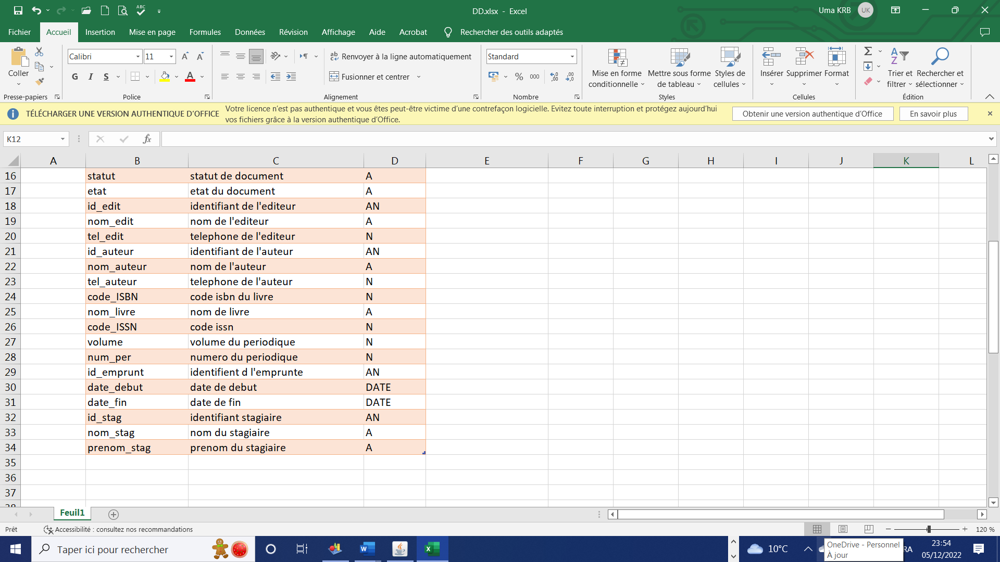 DD.xlsx - Excel
Uma KRB
UK
Fichier Accueil Insertion Mise en page Formules Données Révision Affichage Aide Acrobat Rechercher des outils adaptés
Coller
Presse-papiers
Calibri 11
G I S
Police
Renvoyer à la ligne automatiquement
Fusionner et centrer
Alignement
Standard
% 000
Nombre
Mise en forme conditionnelle
Mettre sous forme de tableau
Styles de cellules
Styles
Insérer Supprimer Format
Cellules
Trier et filtrer
Rechercher et sélectionner
Édition
TÉLÉCHARGER UNE VERSION AUTHENTIQUE D'OFFICE
Votre licence n'est pas authentique et vous êtes peut-être victime d'une contrefaçon logicielle. Evitez toute interruption et protégez aujourd'hui
vos fichiers grâce à la version authentique d'Office.
Obtenir une version authentique d'Office
En savoir plus
K12
fx
A B C D E F G H I J K L
16 statut statut de document A
17 etat etat du document A
18 id_edit identifiant de l'editeur AN
19 nom_edit nom de l'editeur A
20 tel_edit telephone de l'editeur N
21 id_auteur identifiant de l'auteur AN
22 nom_auteur nom de l'auteur A
23 tel_auteur telephone de l'auteur N
24 code_ISBN code isbn du livre N
25 nom_livre nom de livre A
26 code_ISSN code issn N
27 volume volume du periodique N
28 num_per numero du periodique N
29 id_emprunt identifient d l'emprunte AN
30 date_debut date de debut DATE
31 date_fin date de fin DATE
32 id_stag identifiant stagiaire AN
33 nom_stag nom du stagiaire A
34 prenom_stag prenom du stagiaire A
35
36
37
38
Feuil1
Prêt
Accessibilité : consultez nos recommandations
120 %
Taper ici pour rechercher
10°C
OneDrive - Personnel
À jour
RA
23:54
05/12/2022